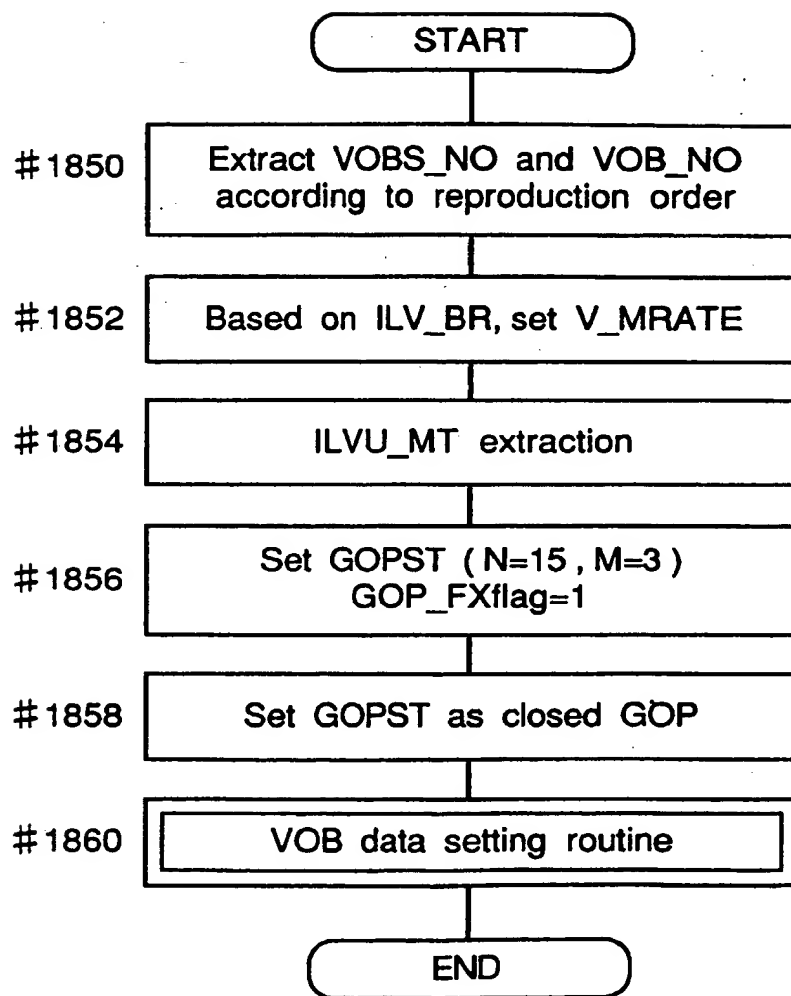 START
#1850
Extract VOBS_NO and VOB_NO
according to reproduction order
#1852
Based on ILV_BR, set V_MRATE
#1854
ILVU_MT extraction
#1856
Set GOPST ( N=15 , M=3 )
GOP_FXflag=1
#1858
Set GOPST as closed GOP
#1860
VOB data setting routine
END